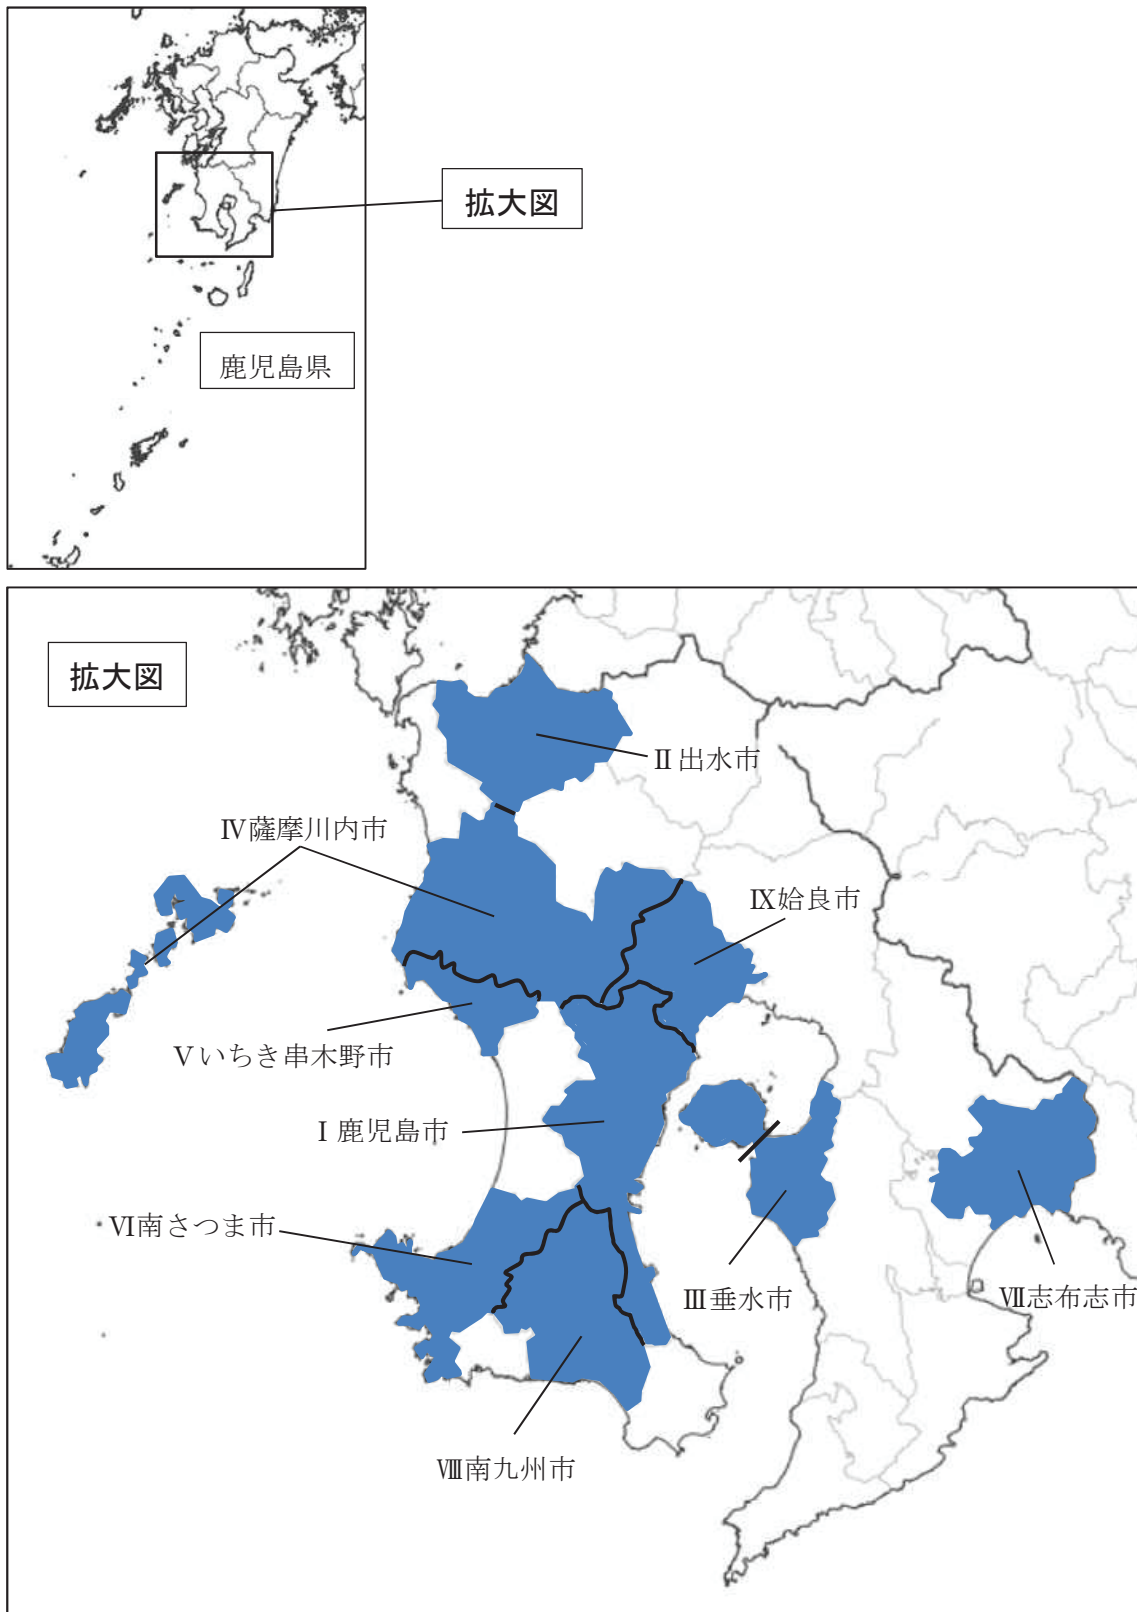 拡大図
鹿児島県
拡大図
Ⅱ出水市
Ⅳ薩摩川内市
Ⅸ姶良市
Ⅴいちき串木野市
Ⅰ鹿児島市
Ⅵ南さつま市
Ⅲ垂水市
Ⅶ志布志市
Ⅷ南九州市